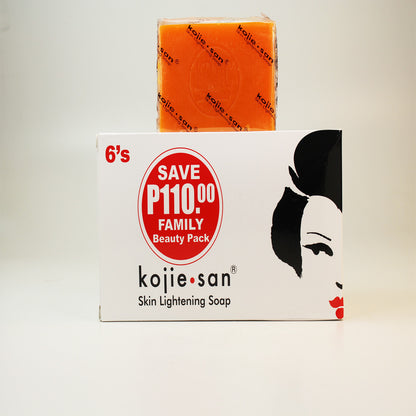 kojie•san®
kojie•san®
kojie•san®
kojie•san®
6's
SAVE
P110.00
FAMILY
Beauty Pack
kojie•san®
Skin Lightening Soap